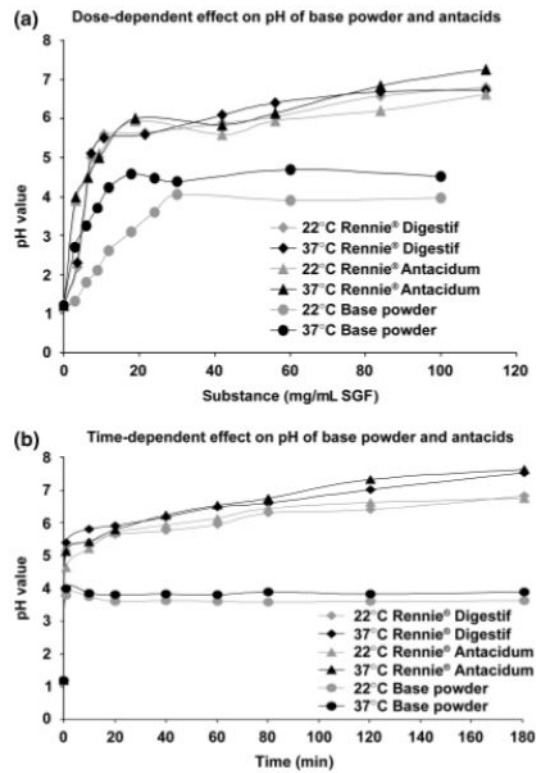 (a) Dose-dependent effect on pH of base powder and antacids
8
7
6
5
4
3
2
1
0
pH value
22°C Rennie® Digestif
37°C Rennie® Digestif
22°C Rennie® Antacidum
37°C Rennie® Antacidum
22°C Base powder
37°C Base powder
0 20 40 60 80 100 120
Substance (mg/mL SGF)
(b) Time-dependent effect on pH of base powder and antacids
8
7
6
5
4
3
2
1
0
pH value
22°C Rennie® Digestif
37°C Rennie® Digestif
22°C Rennie® Antacidum
37°C Rennie® Antacidum
22°C Base powder
37°C Base powder
0 20 40 60 80 100 120 140 160 180
Time (min)